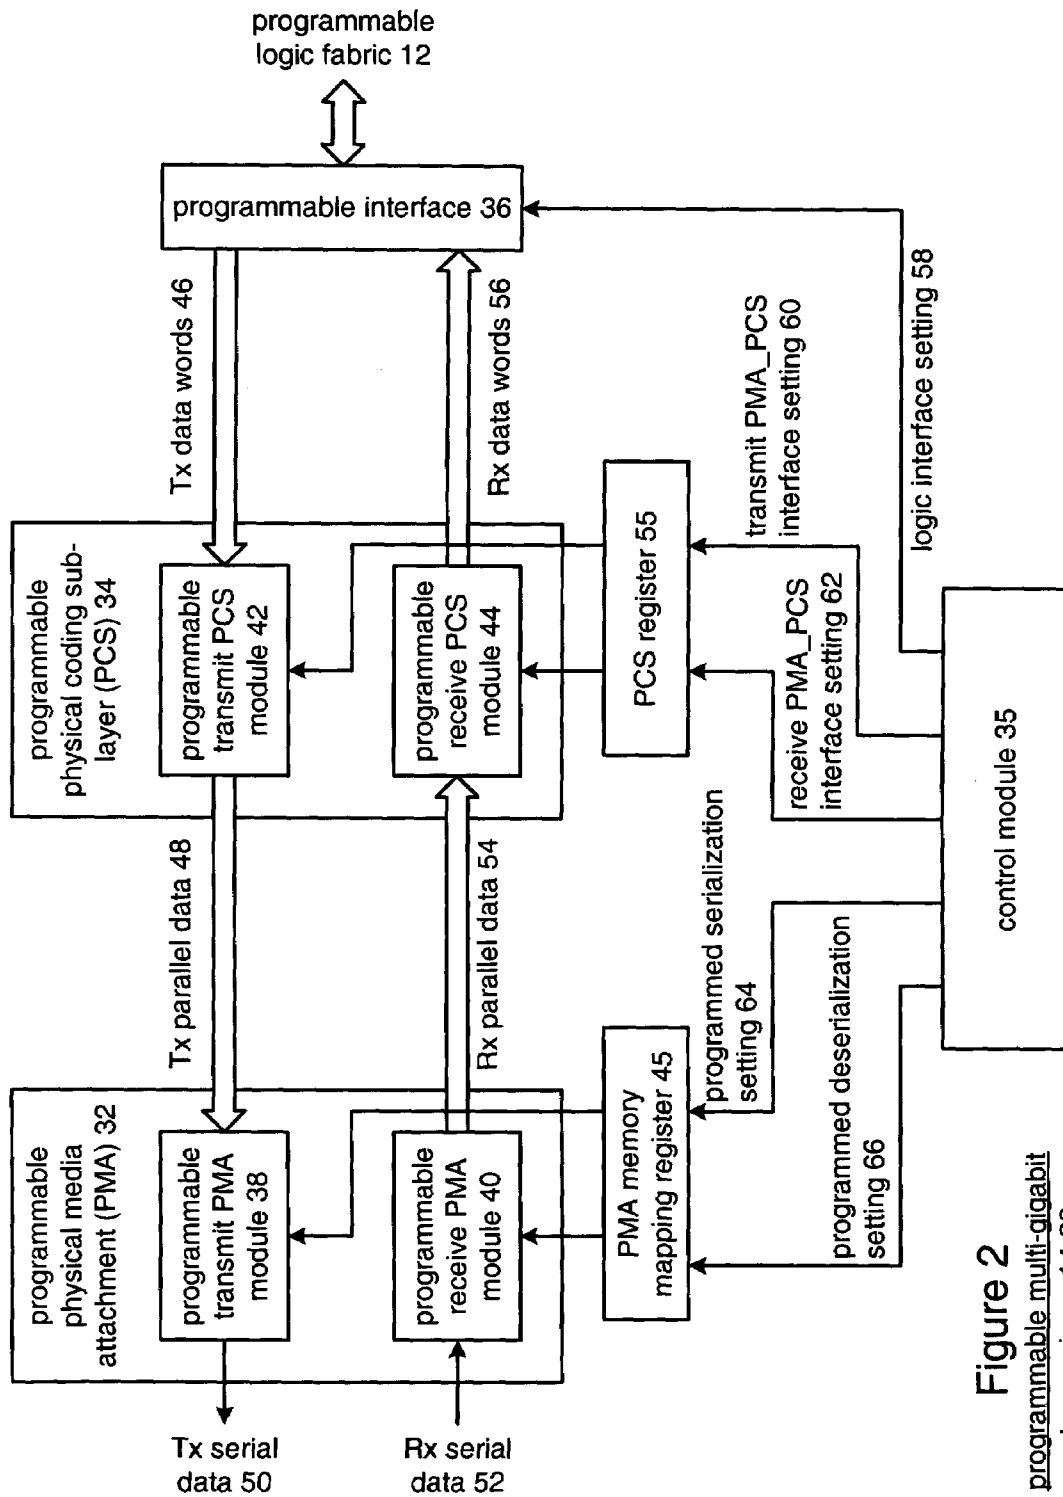 programmable
logic fabric 12
programmable interface 36
Tx data words 46
Rx data words 56
programmable
physical coding sub-
layer (PCS) 34
programmable
transmit PCS
module 42
programmable
receive PCS
module 44
PCS register 55
transmit PMA_PCS
interface setting 60
receive PMA_PCS
interface setting 62
logic interface setting 58
Tx parallel data 48
Rx parallel data 54
programmable
physical media
attachment (PMA) 32
programmable
transmit PMA
module 38
programmable
receive PMA
module 40
PMA memory
mapping register 45
programmed serialization
setting 64
programmed deserialization
setting 66
control module 35
Tx serial
data 50
Rx serial
data 52
Figure 2
programmable multi-gigabit